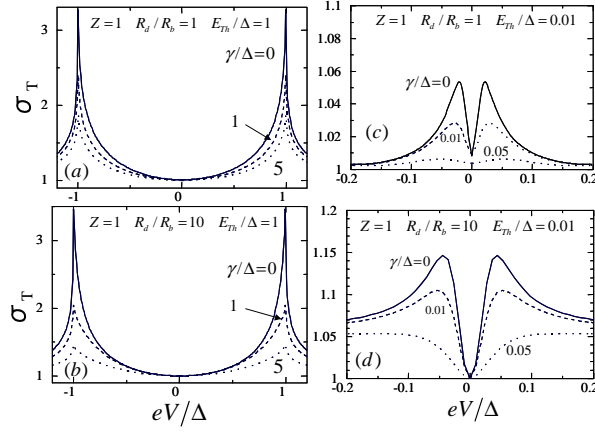 Z=1 R_d/R_b=1 E_Th/Δ=1
γ/Δ=0
1
5
(a)
σ_T
3
2
1
-1 0 1
Z=1 R_d/R_b=10 E_Th/Δ=1
γ/Δ=0
1
5
(b)
σ_T
3
2
1
-1 0 1
eV/Δ
Z=1 R_d/R_b=1 E_Th/Δ=0.01
γ/Δ=0
0.01
0.05
(c)
1.1
1.08
1.06
1.04
1.02
1
-0.2 -0.1 0 0.1 0.2
Z=1 R_d/R_b=10 E_Th/Δ=0.01
γ/Δ=0
0.01
0.05
(d)
1.2
1.15
1.1
1.05
1.00
-0.2 -0.1 0 0.1 0.2
eV/Δ